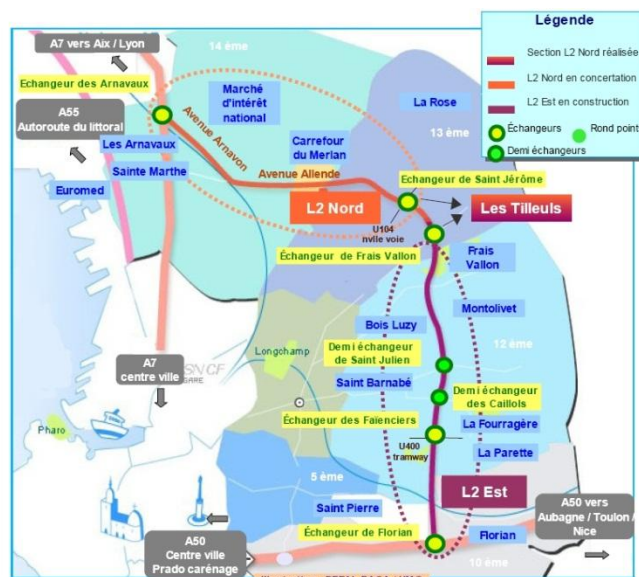 Légende
Section L2 Nord réalisée
L2 Nord en concertation
L2 Est en construction
Échangeurs
Rond point
Demi échangeurs
A7 vers Aix / Lyon
14 ème
Echangeur des Arnavaux
Marché
d'intérêt
national
La Rose
A55
Autoroute du littoral
13 ème
Avenue Arnavon
Les Arnavaux
Carrefour
du Merlan
Sainte Marthe
Avenue Allende
Echangeur de Saint Jérôme
Euromed
L2 Nord
Les Tilleuls
U104
nvlle voie
Échangeur de Frais Vallon
Frais
Vallon
Montolivet
Bois Luzy
12 ème
Longchamp
Demi échangeur
de Saint Julien
A7
centre ville
SNCF
GARE
Saint Barnabé
Demi échangeur
des Caillols
Échangeur des Faïenciers
La Fourragère
Pharo
U400
tramway
La Parette
5 ème
L2 Est
Saint Pierre
A50 vers
Aubagne / Toulon /
Nice
Échangeur de Florian
Florian
A50
Centre ville
Prado carénage
10 ème